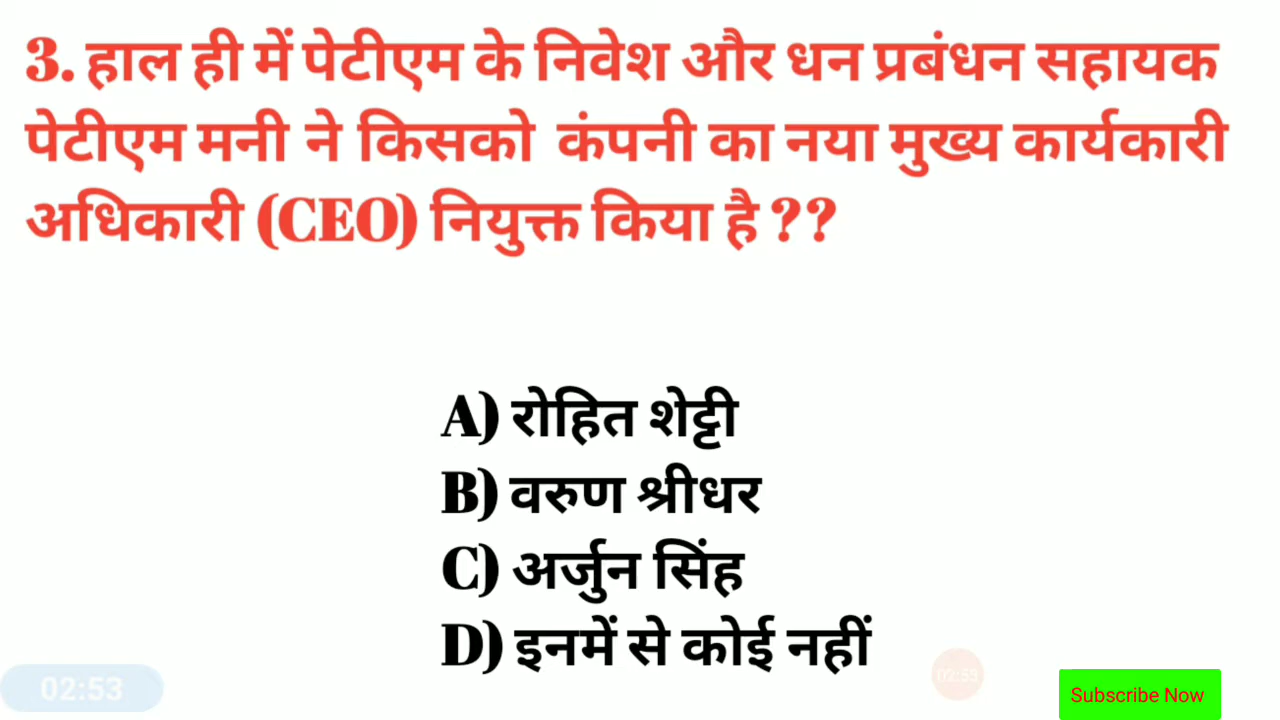 3. हाल ही में पेटीएम के निवेश और धन प्रबंधन सहायक
पेटीएम मनी ने किसको कंपनी का नया मुख्य कार्यकारी
अधिकारी (CEO) नियुक्त किया है ??
A) रोहित शेट्टी
B) वरुण श्रीधर
C) अर्जुन सिंह
D) इनमें से कोई नहीं
02:53
Subscribe Now